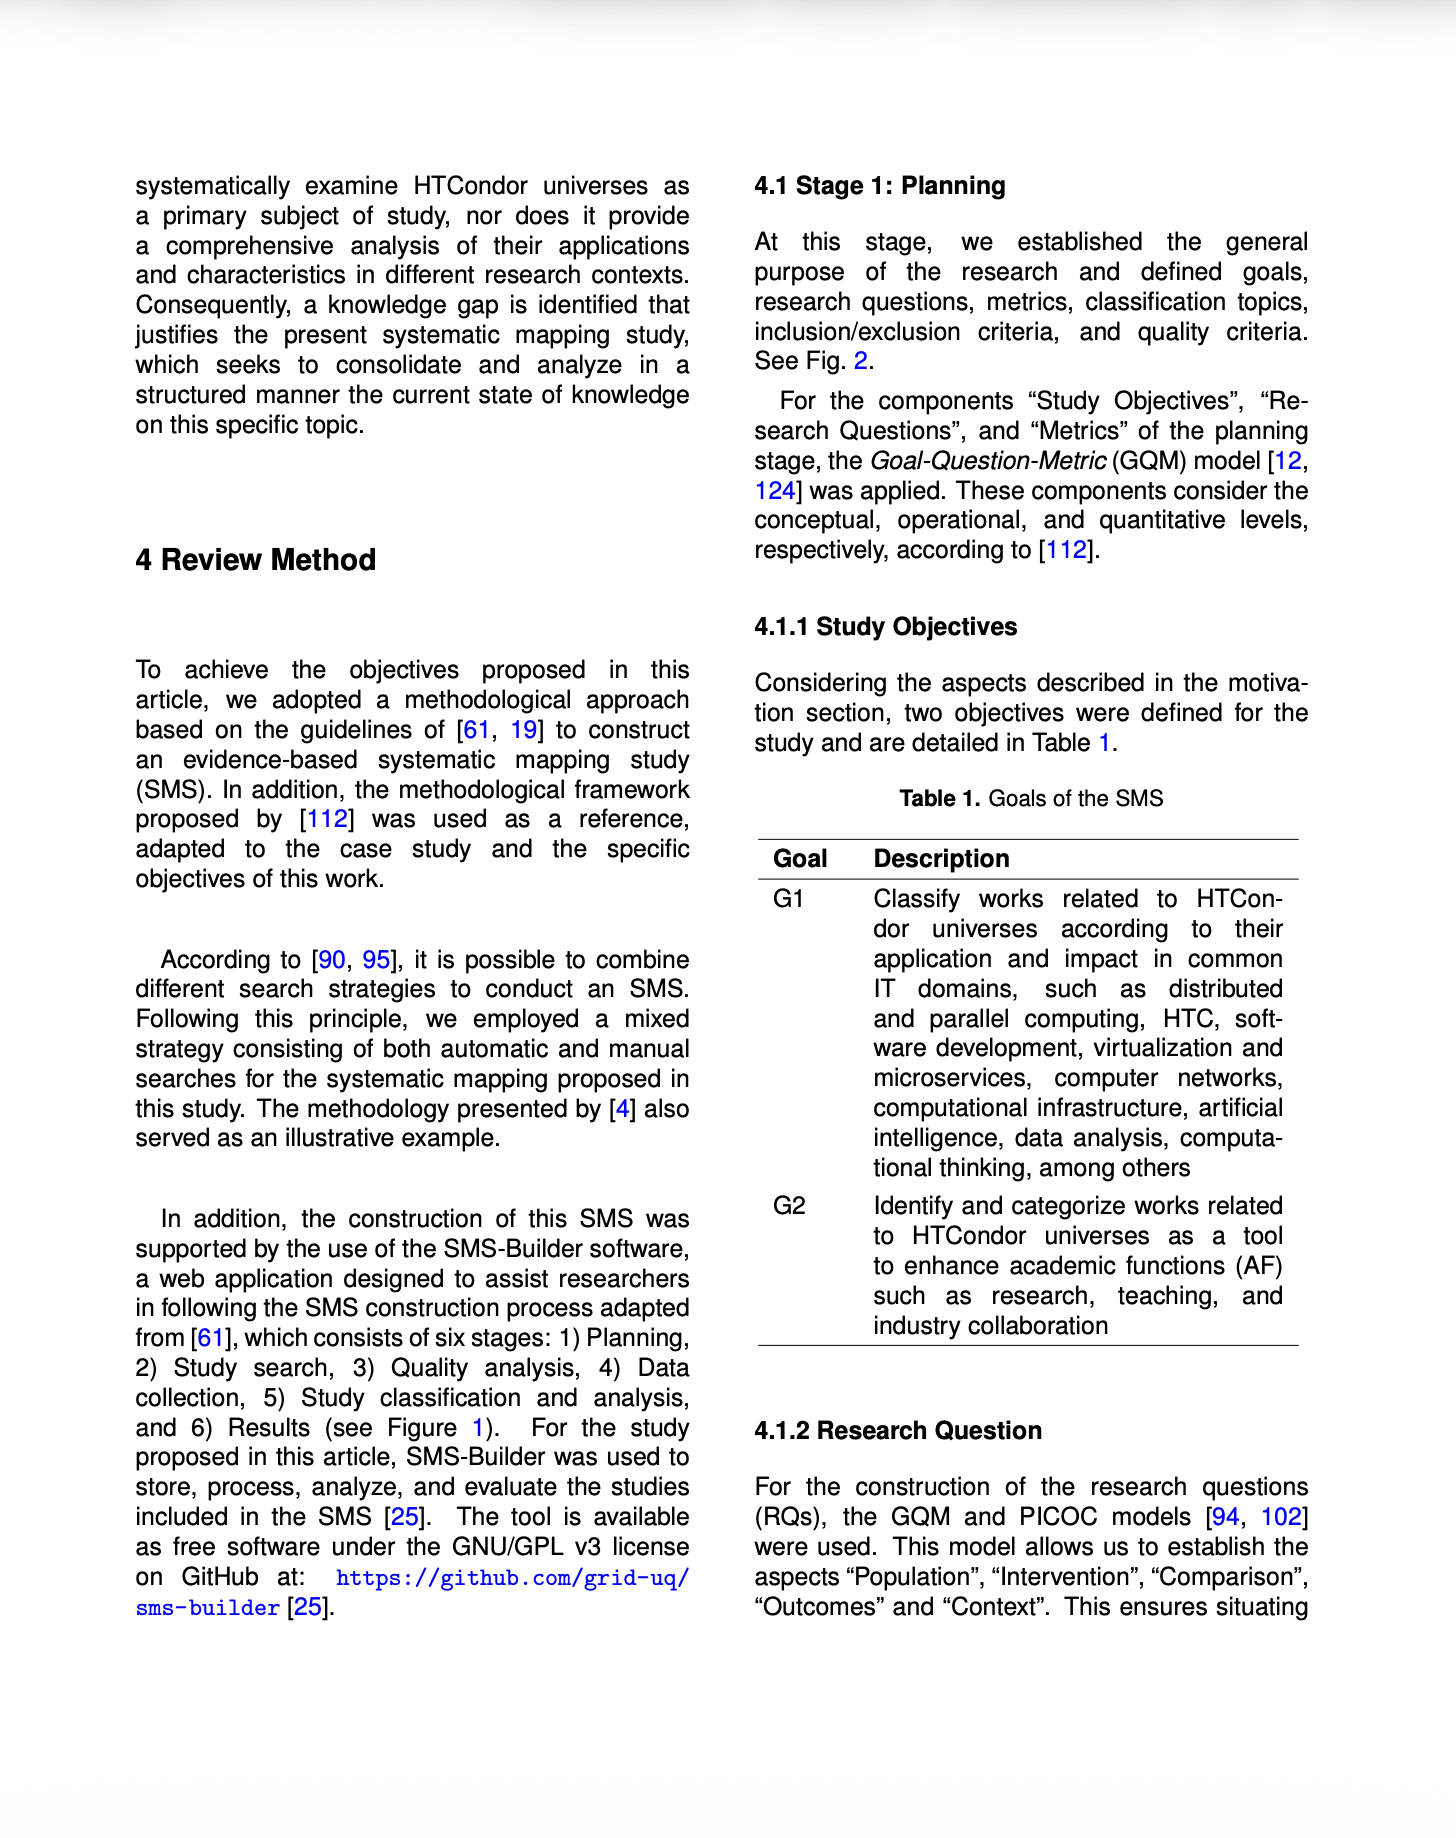 systematically examine HTCondor universes as
a primary subject of study, nor does it provide
a comprehensive analysis of their applications
and characteristics in different research contexts.
Consequently, a knowledge gap is identified that
justifies the present systematic mapping study,
which seeks to consolidate and analyze in a
structured manner the current state of knowledge
on this specific topic.
4 Review Method
To achieve the objectives proposed in this
article, we adopted a methodological approach
based on the guidelines of [61, 19] to construct
an evidence-based systematic mapping study
(SMS). In addition, the methodological framework
proposed by [112] was used as a reference,
adapted to the case study and the specific
objectives of this work.
According to [90, 95], it is possible to combine
different search strategies to conduct an SMS.
Following this principle, we employed a mixed
strategy consisting of both automatic and manual
searches for the systematic mapping proposed in
this study. The methodology presented by [4] also
served as an illustrative example.
In addition, the construction of this SMS was
supported by the use of the SMS-Builder software,
a web application designed to assist researchers
in following the SMS construction process adapted
from [61], which consists of six stages: 1) Planning,
2) Study search, 3) Quality analysis, 4) Data
collection, 5) Study classification and analysis,
and 6) Results (see Figure 1). For the study
proposed in this article, SMS-Builder was used to
store, process, analyze, and evaluate the studies
included in the SMS [25]. The tool is available
as free software under the GNU/GPL v3 license
on GitHub at: https://github.com/grid-uq/
sms-builder [25].
4.1 Stage 1: Planning
At this stage, we established the general
purpose of the research and defined goals,
research questions, metrics, classification topics,
inclusion/exclusion criteria, and quality criteria.
See Fig. 2.
For the components “Study Objectives”, “Re-
search Questions”, and “Metrics” of the planning
stage, the Goal-Question-Metric (GQM) model [12,
124] was applied. These components consider the
conceptual, operational, and quantitative levels,
respectively, according to [112].
4.1.1 Study Objectives
Considering the aspects described in the motiva-
tion section, two objectives were defined for the
study and are detailed in Table 1.
Table 1. Goals of the SMS
Goal Description
G1 Classify works related to HTCon-
dor universes according to their
application and impact in common
IT domains, such as distributed
and parallel computing, HTC, soft-
ware development, virtualization and
microservices, computer networks,
computational infrastructure, artificial
intelligence, data analysis, computa-
tional thinking, among others
G2 Identify and categorize works related
to HTCondor universes as a tool
to enhance academic functions (AF)
such as research, teaching, and
industry collaboration
4.1.2 Research Question
For the construction of the research questions
(RQs), the GQM and PICOC models [94, 102]
were used. This model allows us to establish the
aspects “Population”, “Intervention”, “Comparison”,
“Outcomes” and “Context”. This ensures situating